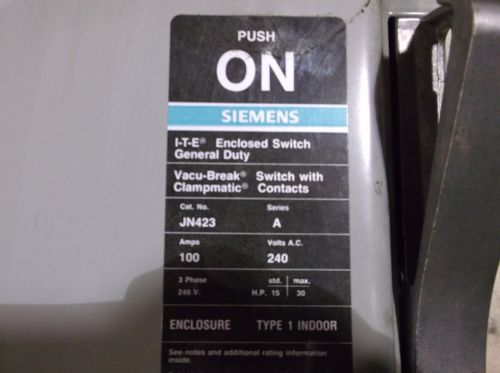 PUSH
ON
SIEMENS
I-T-E® Enclosed Switch
General Duty
Vacu-Break® Switch with
Clampmatic® Contacts
Cat. No. Series
JN423 A
Amps Volts A.C.
100 240
3 Phase std. max.
240 V. H.P. 15 30
ENCLOSURE TYPE 1 INDOOR
See notes and additional rating information
inside.